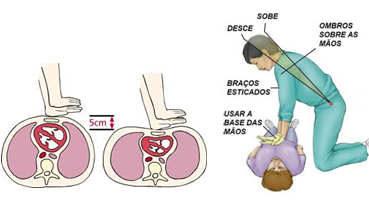 5cm
SOBE
DESCE
OMBROS
SOBRE AS
MÃOS
BRAÇOS
ESTICADOS
USAR A
BASE DAS
MÃOS